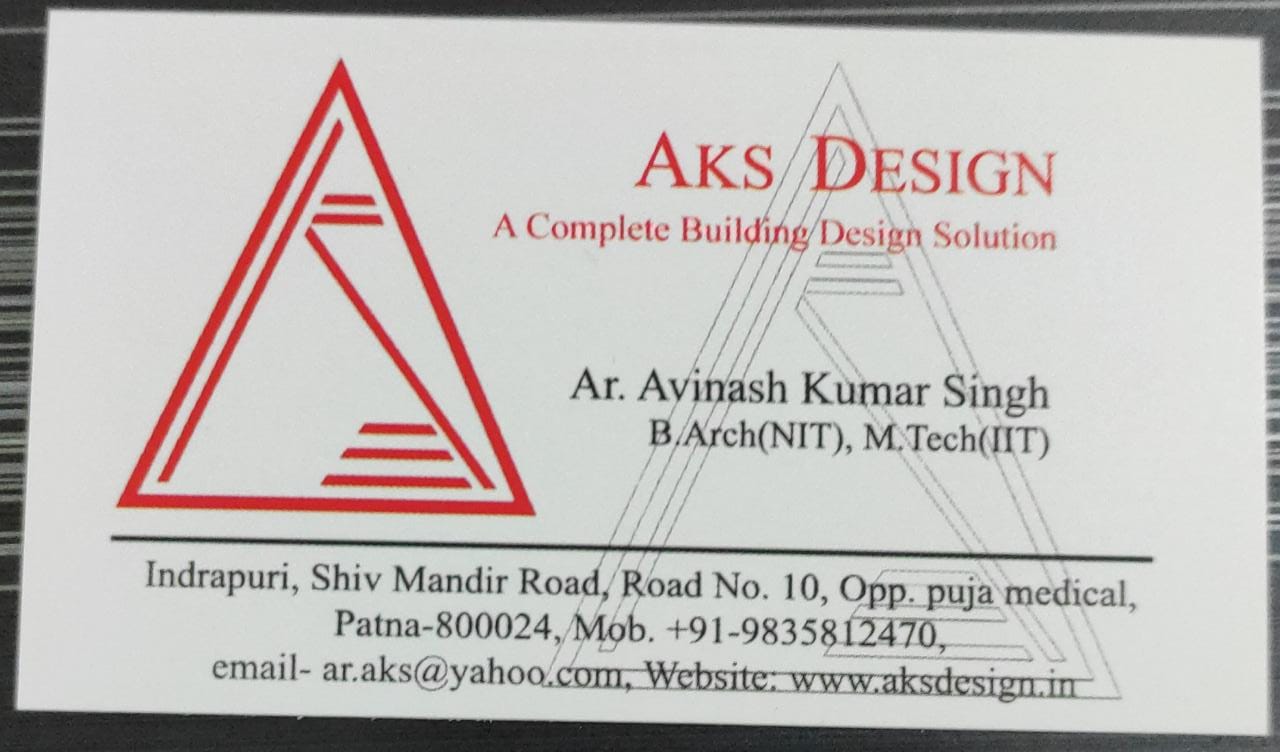 AKS DESIGN
A Complete Building Design Solution
Ar. Avinash Kumar Singh
B.Arch(NIT), M.Tech(IIT)
Indrapuri, Shiv Mandir Road, Road No. 10, Opp. puja medical,
Patna-800024, Mob. +91-9835812470,
email- ar.aks@yahoo.com, Website: www.aksdesign.in